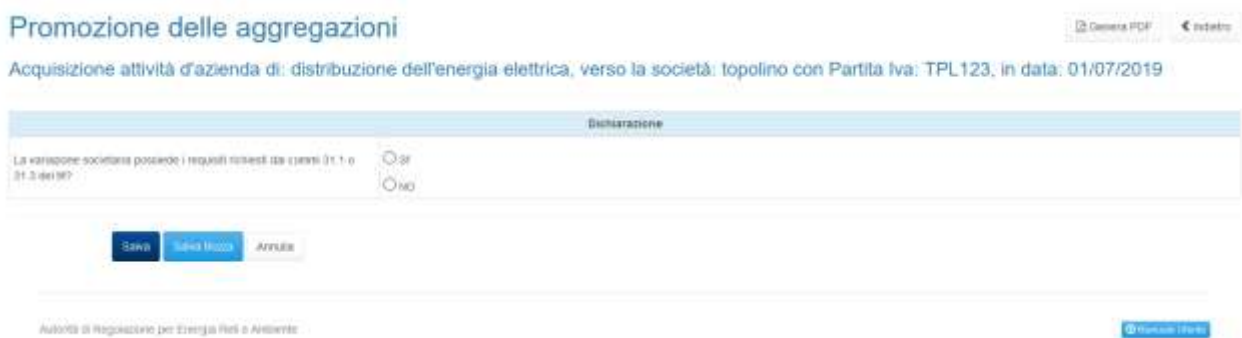 Promozione delle aggregazioni
Genera PDF
Indietro
Acquisizione attività d'azienda di: distribuzione dell'energia elettrica, verso la società: topolino con Partita Iva: TPL123, in data: 01/07/2019
Dichiarazione
La variazione societaria possiede i requisiti richiesti dai commi 31.1 o
31.3 del
SI
NO
Salva
Salva Bozza
Annulla
Autorità di Regolazione per Energia Reti e Ambiente
Manuale Utente